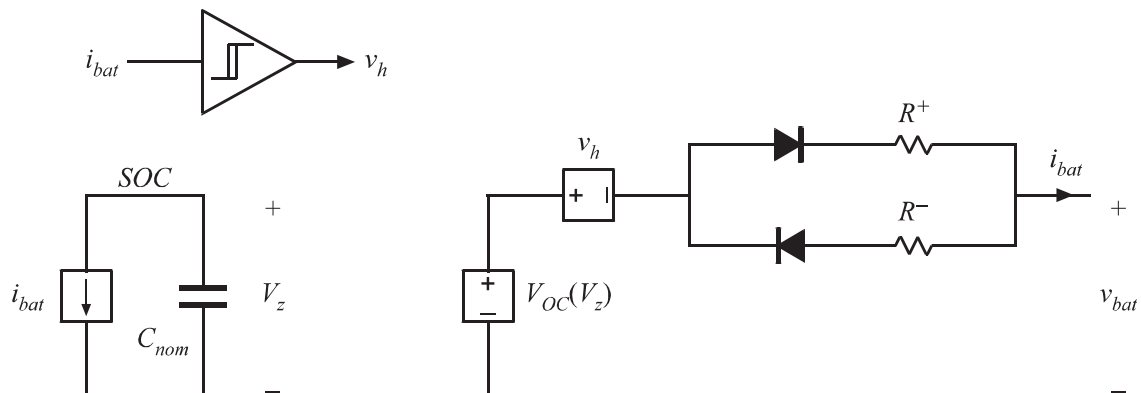 i_bat v_h
SOC
+
i_bat
C_nom
V_z
−
v_h
+ −
+
−
V_OC(V_z)
R^+
R^−
i_bat
+
v_bat
−